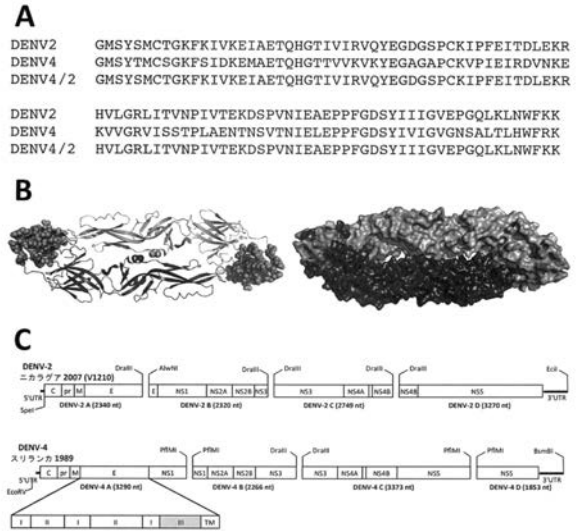 A
DENV2 GMSYSMCTGKFKIVKEIAETQHGTIVIRVQYEGDGSPCKIPFEITDLEKR
DENV4 GMSYTMCSGKFSIDKEMAETQHGTTVVKVKYEGAGAPCKVPIEIRDVNKE
DENV4/2 GMSYSMCTGKFKIVKEIAETQHGTIVIRVQYEGDGSPCKIPFEITDLEKR
DENV2 HVLGRLITVNPIVTEKDSPVNIEAEPPFGDSYIIIGVEPGQLKLNWFKK
DENV4 KVVGRVISSTPLAENTNSVTNIELEPPFGDSYIVIGVGNSALTLHWFRK
DENV4/2 HVLGRLITVNPIVTEKDSPVNIEAEPPFGDSYIIIGVEPGQLKLNWFKK
B
C
DENV-2
ニカラグア 2007 (V1210)
DraIII AlwNI DraIII DraIII DraIII DraIII EciI
C pr M E E NS1 NS2A NS2B NS3 NS3 NS4A NS4B NS4B NS5
5'UTR DENV-2 A (2340 nt) DENV-2 B (2320 nt) DENV-2 C (2749 nt) DENV-2 D (3270 nt) 3'UTR
SpeI
DENV-4
スリランカ 1989
PflMI PflMI DraIII DraIII PflMI PflMI BsmBI
C pr M E NS1 NS1 NS2A NS2B NS3 NS3 NS4A NS4B NS5 NS5
5'UTR DENV-4 A (3290 nt) DENV-4 B (2266 nt) DENV-4 C (3373 nt) DENV-4 D (1853 nt) 3'UTR
EcoRV
I II I II I III TM